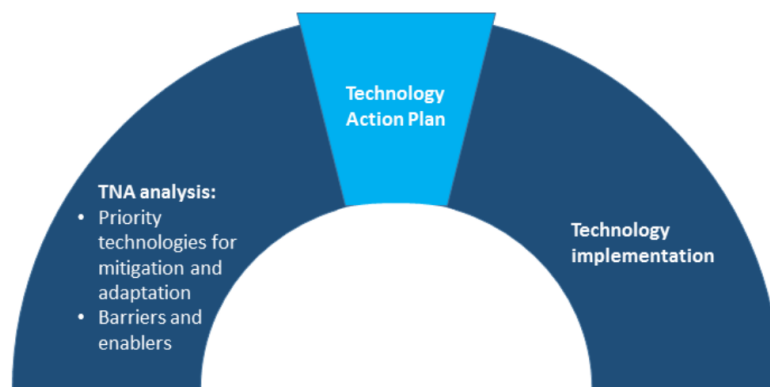 Technology
Action Plan
TNA analysis:
• Priority
technologies for
mitigation and
adaptation
• Barriers and
enablers
Technology
implementation